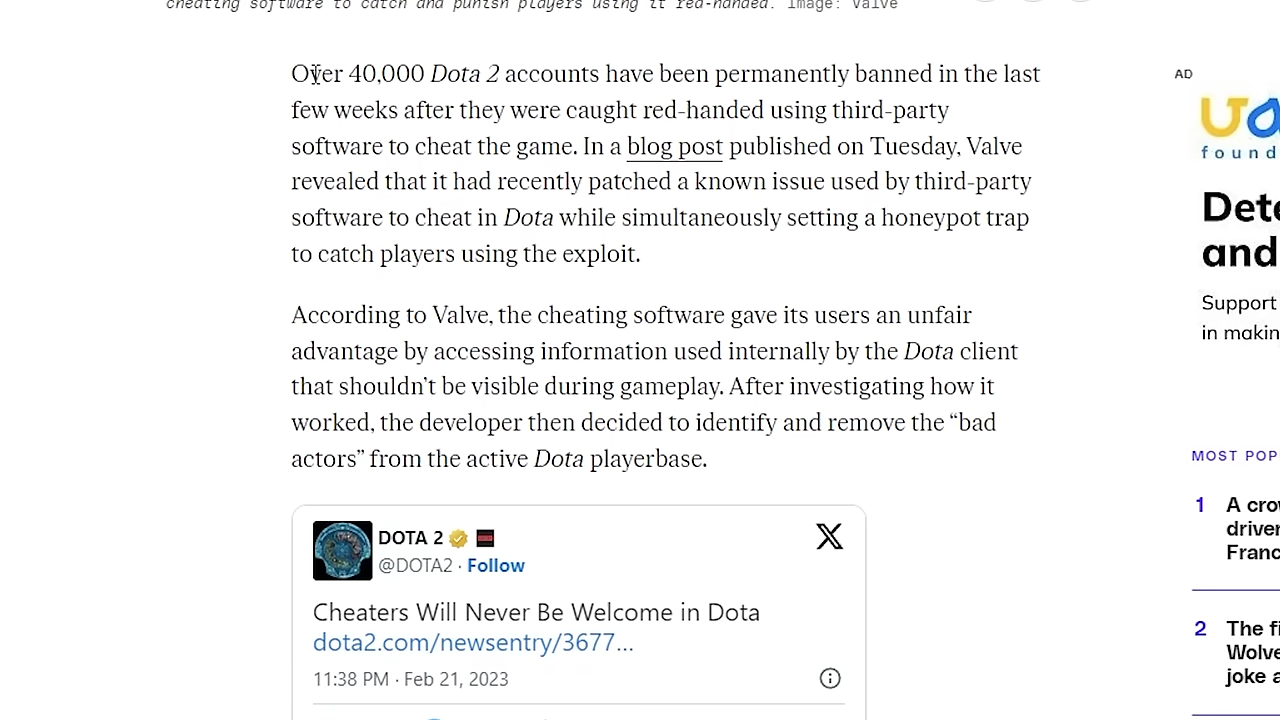 cheating software to catch and punish players using it red-handed. Image: Valve
Over 40,000 Dota 2 accounts have been permanently banned in the last
few weeks after they were caught red-handed using third-party
software to cheat the game. In a blog post published on Tuesday, Valve
revealed that it had recently patched a known issue used by third-party
software to cheat in Dota while simultaneously setting a honeypot trap
to catch players using the exploit.
According to Valve, the cheating software gave its users an unfair
advantage by accessing information used internally by the Dota client
that shouldn’t be visible during gameplay. After investigating how it
worked, the developer then decided to identify and remove the “bad
actors” from the active Dota playerbase.
DOTA 2
@DOTA2 · Follow
Cheaters Will Never Be Welcome in Dota
dota2.com/newsentry/3677...
11:38 PM · Feb 21, 2023
AD
found
Dete
and
Support
in makin
MOST POP
1 A cro
driver
Franc
2 The fi
Wolve
joke a